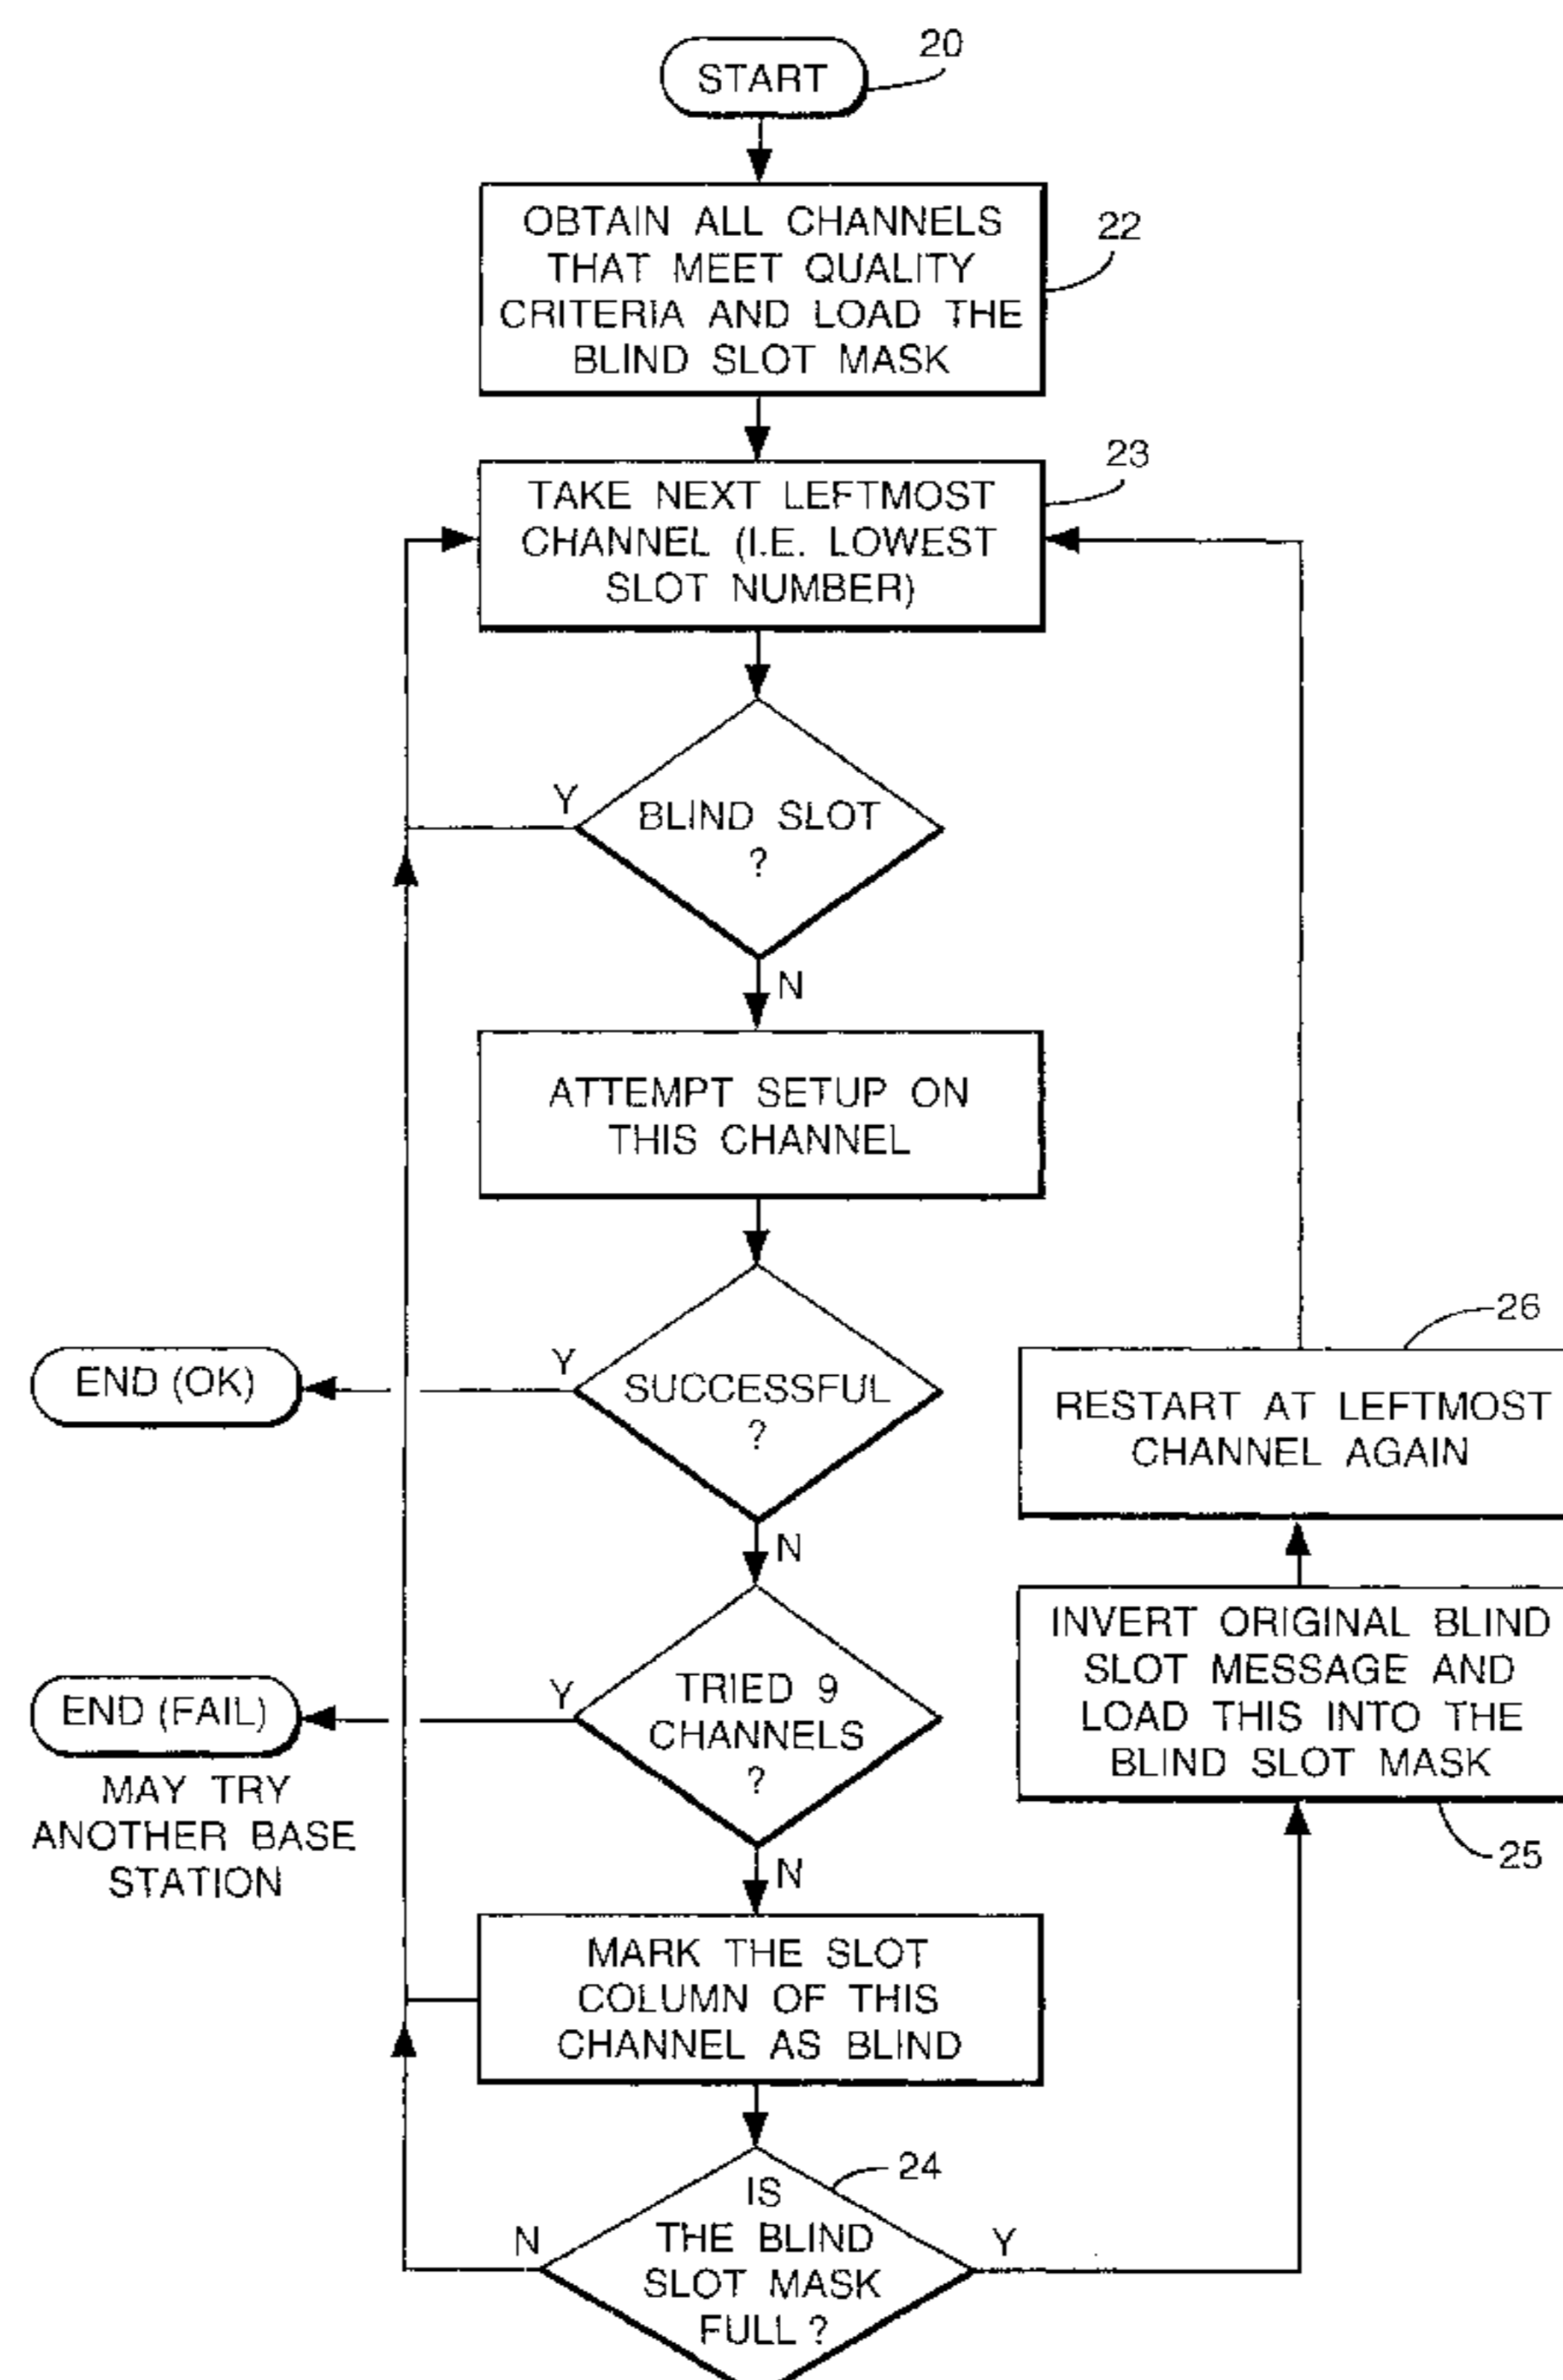 20
START
OBTAIN ALL CHANNELS
THAT MEET QUALITY
CRITERIA AND LOAD THE
BLIND SLOT MASK
22
23
TAKE NEXT LEFTMOST
CHANNEL (I.E. LOWEST
SLOT NUMBER)
Y
BLIND SLOT
?
N
ATTEMPT SETUP ON
THIS CHANNEL
Y
SUCCESSFUL
?
N
END (OK)
26
RESTART AT LEFTMOST
CHANNEL AGAIN
Y
TRIED 9
CHANNELS
?
N
END (FAIL)
MAY TRY
ANOTHER BASE
STATION
INVERT ORIGINAL BLIND
SLOT MESSAGE AND
LOAD THIS INTO THE
BLIND SLOT MASK
25
MARK THE SLOT
COLUMN OF THIS
CHANNEL AS BLIND
24
N
IS
THE BLIND
SLOT MASK
FULL ?
Y